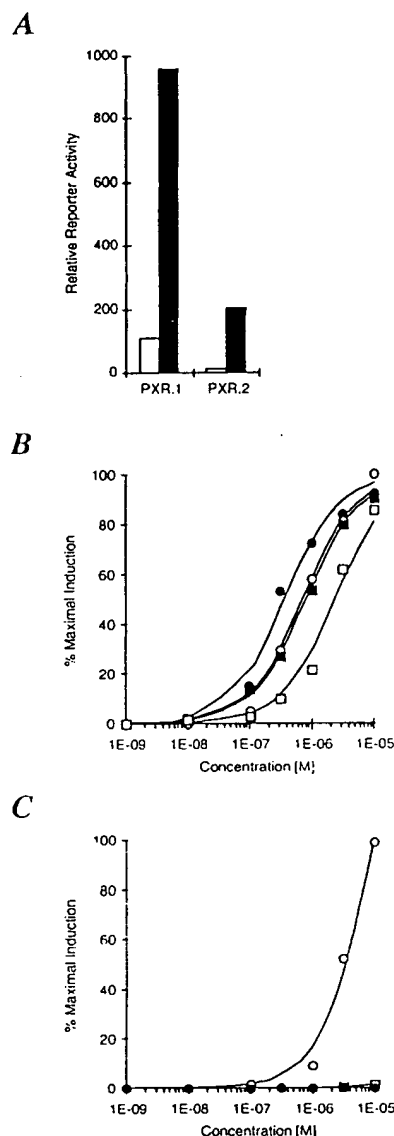 A
1000
800
600
400
200
0
Relative Reporter Activity
PXR.1 PXR.2
B
100
80
60
40
20
0
% Maximal Induction
1E-09 1E-08 1E-07 1E-06 1E-05
Concentration [M]
C
100
80
60
40
20
0
% Maximal Induction
1E-09 1E-08 1E-07 1E-06 1E-05
Concentration [M]